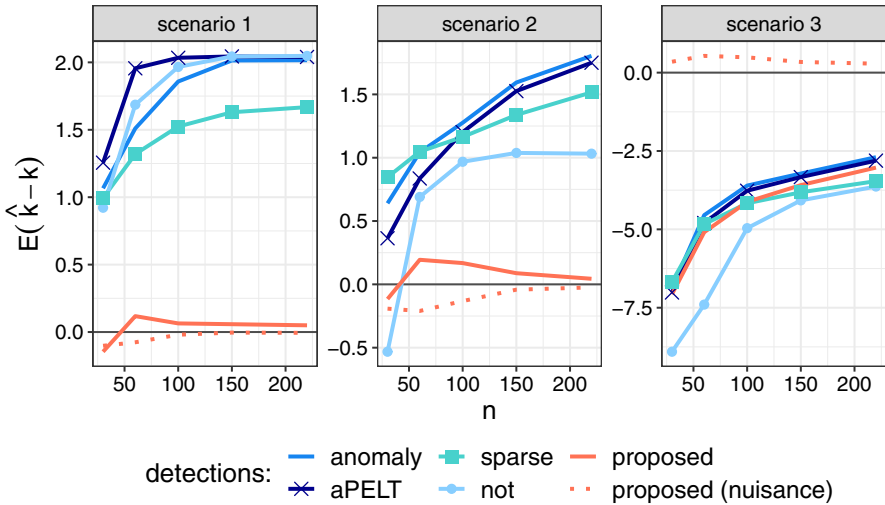 scenario 1
scenario 2
scenario 3
E(k̂ − k)
2.0
1.5
1.0
0.5
0.0
1.5
1.0
0.5
0.0
−0.5
0.0
−2.5
−5.0
−7.5
50 100 150 200
50 100 150 200
50 100 150 200
n
detections:
anomaly
sparse
proposed
aPELT
not
proposed (nuisance)